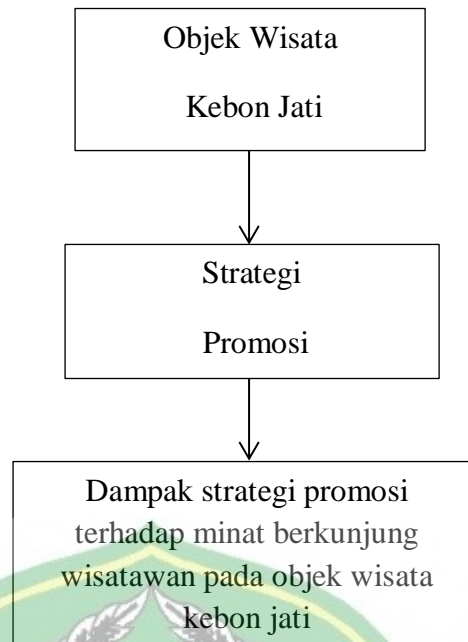 Objek Wisata
Kebon Jati
Strategi
Promosi
Dampak strategi promosi
terhadap minat berkunjung
wisatawan pada objek wisata
kebon jati